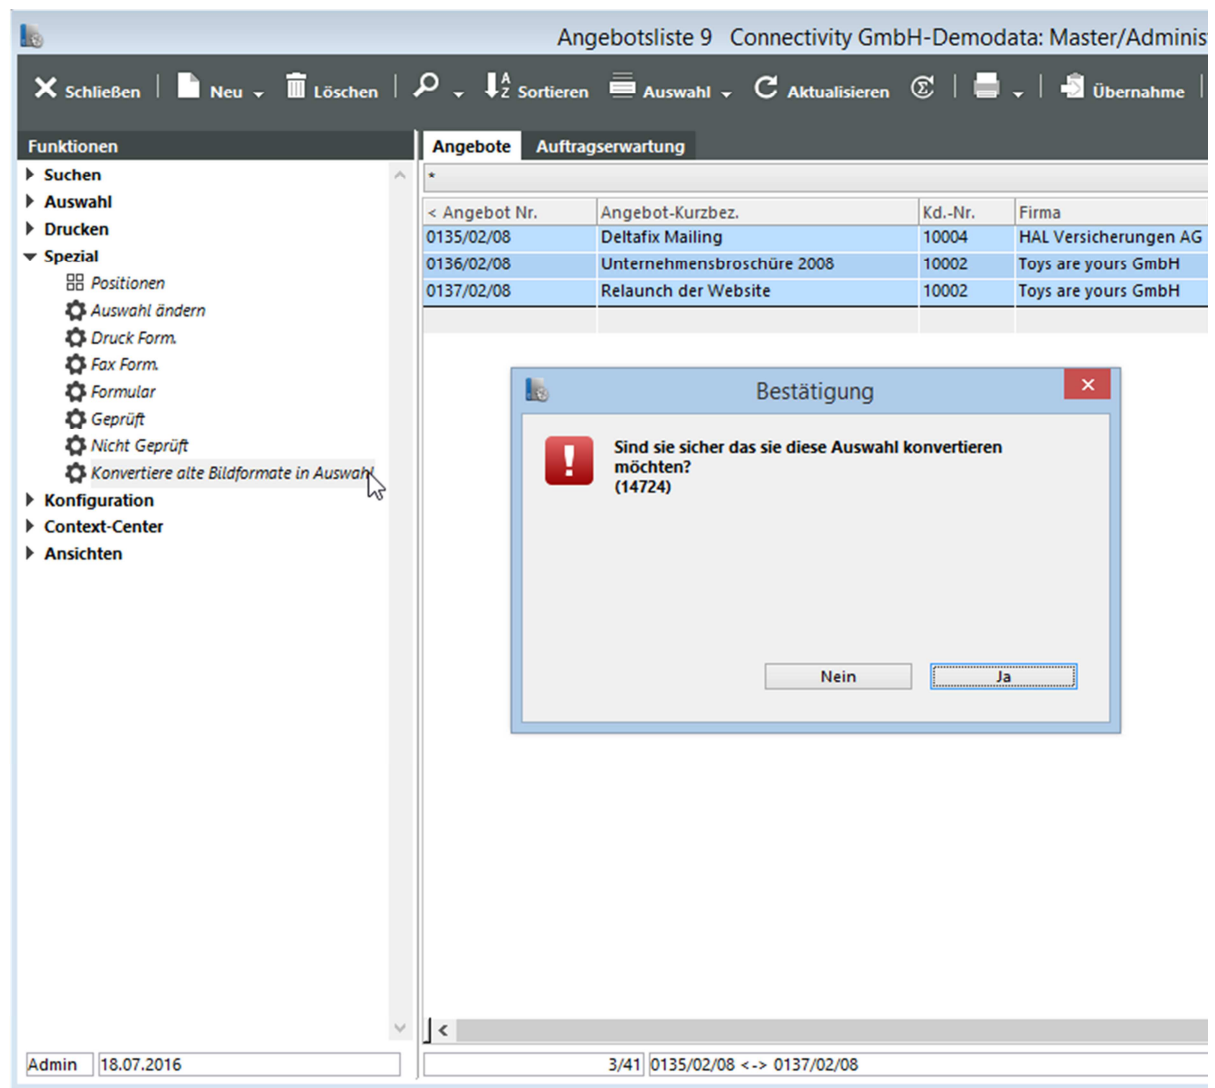 Angebotsliste 9 Connectivity GmbH-Demodata: Master/Adminis
Schließen Neu Löschen Sortieren Auswahl Aktualisieren Übernahme
Funktionen
Suchen
Auswahl
Drucken
Spezial
Positionen
Auswahl ändern
Druck Form.
Fax Form.
Formular
Geprüft
Nicht Geprüft
Konvertiere alte Bildformate in Auswahl
Konfiguration
Context-Center
Ansichten
Angebote Auftragserwartung
*
< Angebot Nr. Angebot-Kurzbez. Kd.-Nr. Firma
0135/02/08 Deltafix Mailing 10004 HAL Versicherungen AG
0136/02/08 Unternehmensbroschüre 2008 10002 Toys are yours GmbH
0137/02/08 Relaunch der Website 10002 Toys are yours GmbH
Bestätigung
Sind sie sicher das sie diese Auswahl konvertieren
möchten?
(14724)
Nein Ja
Admin 18.07.2016 3/41 0135/02/08 <-> 0137/02/08